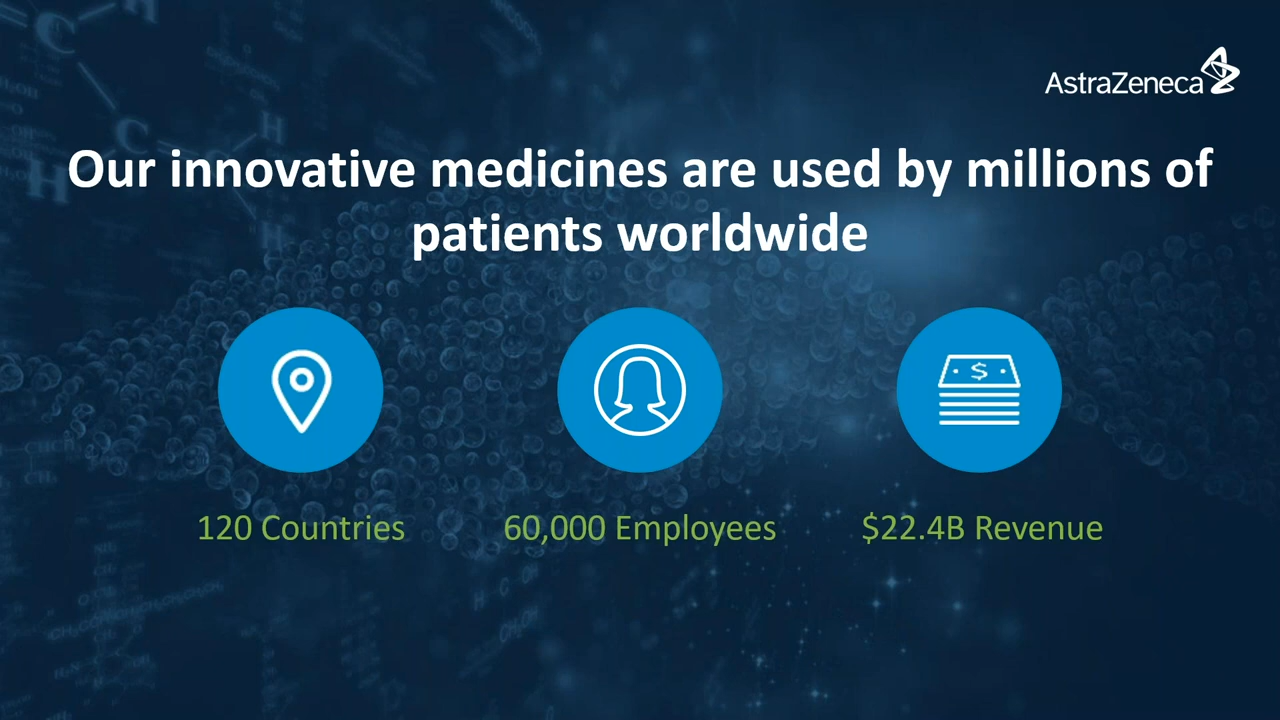 AstraZeneca
Our innovative medicines are used by millions of
patients worldwide
$
120 Countries
60,000 Employees
$22.4B Revenue